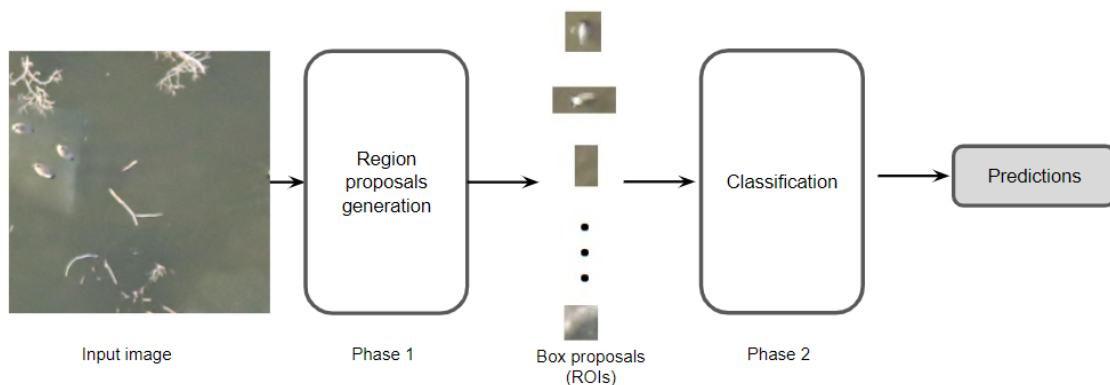 Region
proposals
generation
Classification
Predictions
Input image
Phase 1
Box proposals
(ROIs)
Phase 2